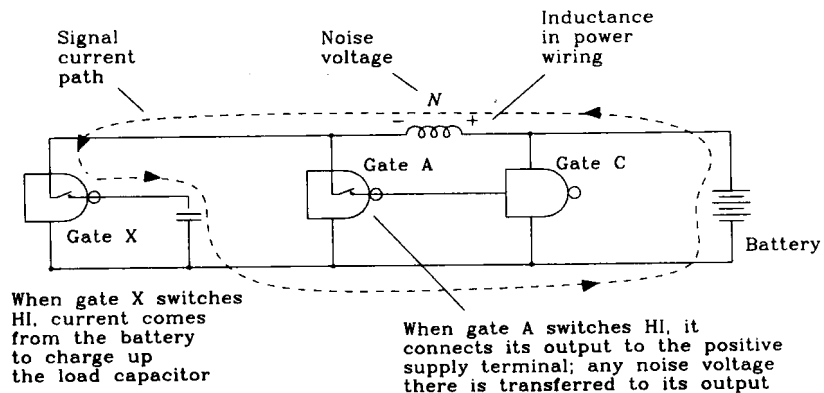 Signal
current
path
Noise
voltage
Inductance
in power
wiring
N
− +
Gate A
Gate C
Gate X
Battery
When gate X switches
HI, current comes
from the battery
to charge up
the load capacitor
When gate A switches HI, it
connects its output to the positive
supply terminal; any noise voltage
there is transferred to its output